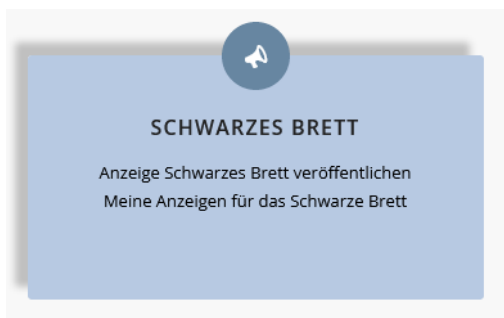 SCHWARZES BRETT
Anzeige Schwarzes Brett veröffentlichen
Meine Anzeigen für das Schwarze Brett